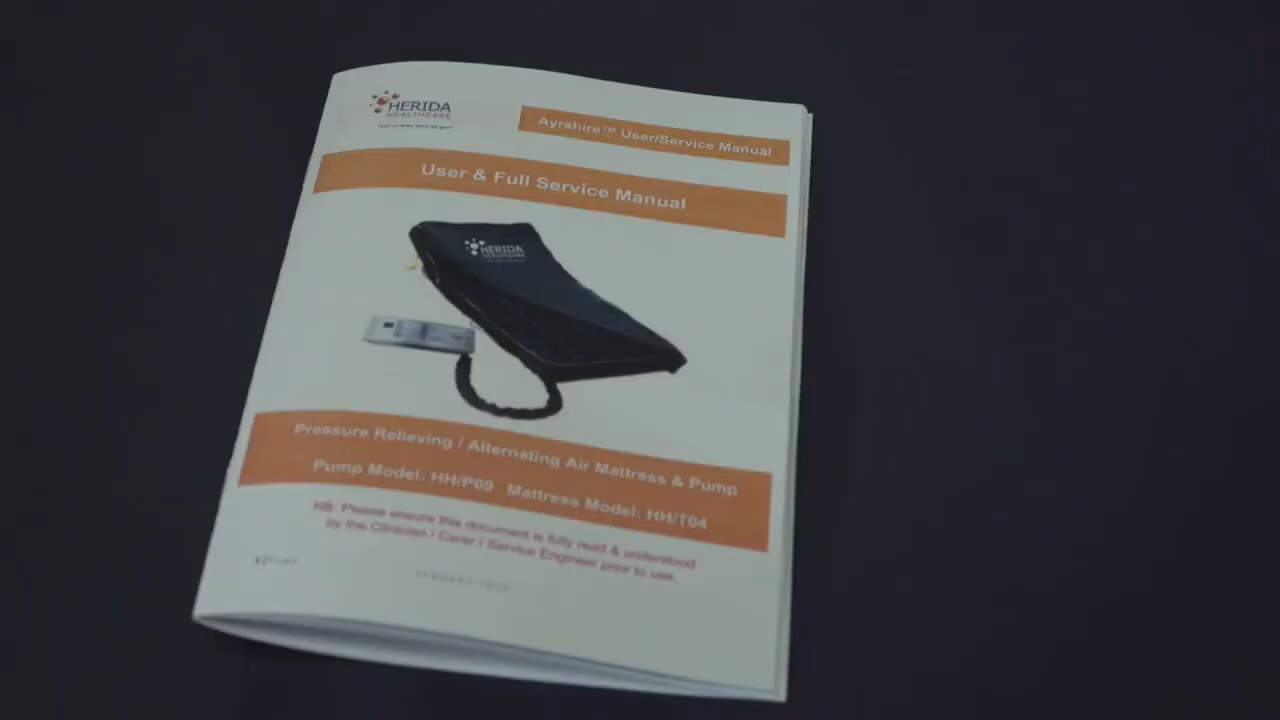 HERIDA
HEALTHCARE
Ayrshire™ User/Service Manual
User & Full Service Manual
HERIDA
HEALTHCARE
Pressure Relieving / Alternating Air Mattress & Pump
Pump Model: HH/P09 Mattress Model: HH/T04
NB: Please ensure this document is fully read & understood
by the Clinician / Carer / Service Engineer prior to use.